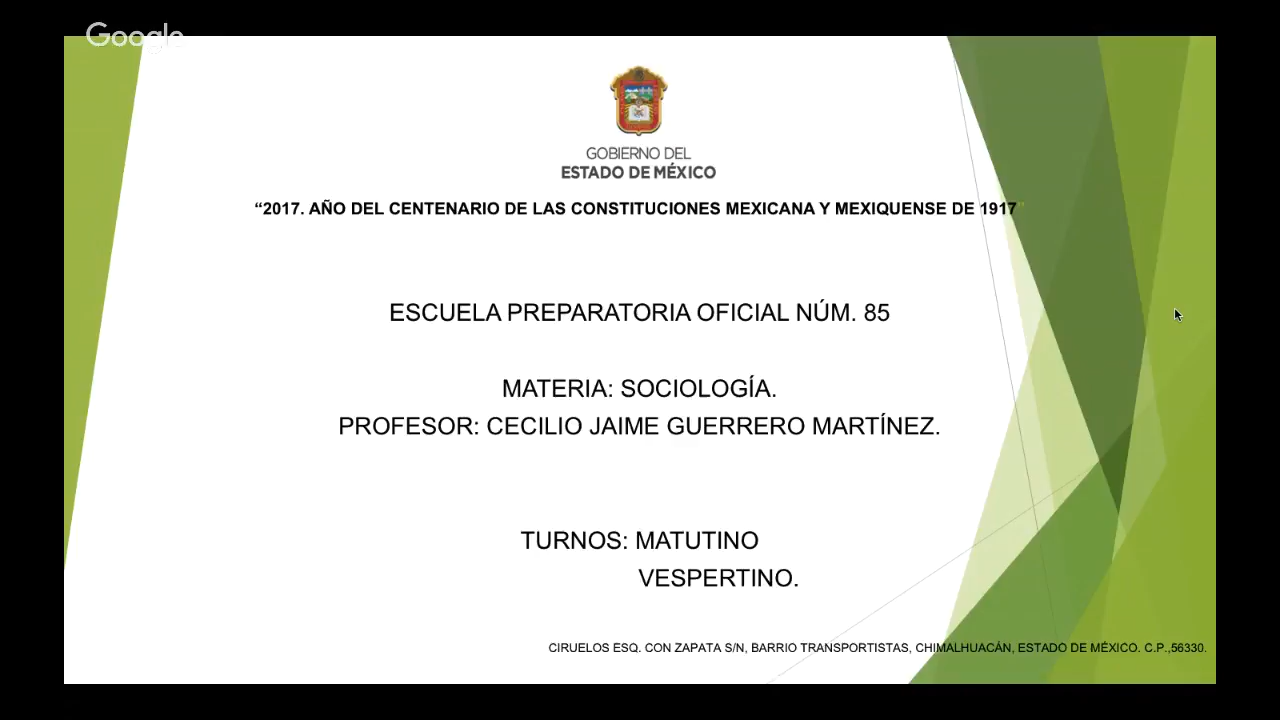 Google
GOBIERNO DEL
ESTADO DE MÉXICO
“2017. AÑO DEL CENTENARIO DE LAS CONSTITUCIONES MEXICANA Y MEXIQUENSE DE 1917”
ESCUELA PREPARATORIA OFICIAL NÚM. 85
MATERIA: SOCIOLOGÍA.
PROFESOR: CECILIO JAIME GUERRERO MARTÍNEZ.
TURNOS: MATUTINO
VESPERTINO.
CIRUELOS ESQ. CON ZAPATA S/N, BARRIO TRANSPORTISTAS, CHIMALHUACÁN, ESTADO DE MÉXICO. C.P.,56330.